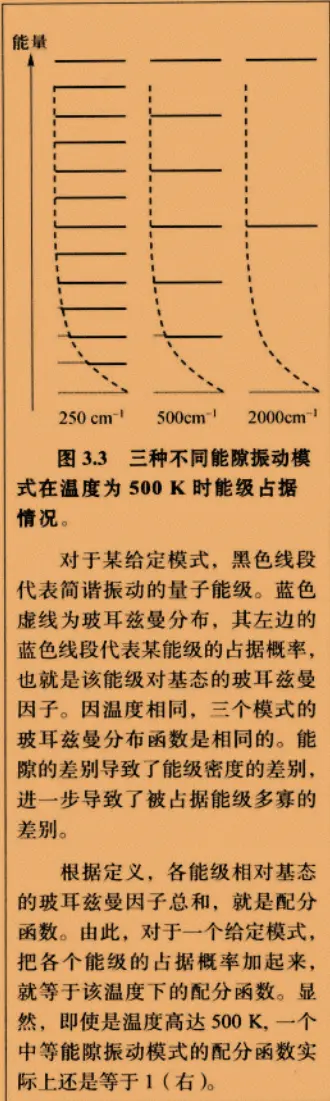 能量
250 cm⁻¹ 500cm⁻¹ 2000cm⁻¹
图 3.3 三种不同能隙振动模
式在温度为 500 K 时能级占据
情况。
对于某给定模式，黑色线段
代表简谐振动的量子能级。蓝色
虚线为玻耳兹曼分布，其左边的
蓝色线段代表某能级的占据概率，
也就是该能级对基态的玻耳兹曼
因子。因温度相同，三个模式的
玻耳兹曼分布函数是相同的。能
隙的差别导致了能级密度的差别，
进一步导致了被占据能级多寡的
差别。
根据定义，各能级相对基态
的玻耳兹曼因子总和，就是配分
函数。由此，对于一个给定模式，
把各个能级的占据概率加起来，
就等于该温度下的配分函数。显
然，即使是温度高达 500 K, 一个
中等能隙振动模式的配分函数实
际上还是等于 1（右）。